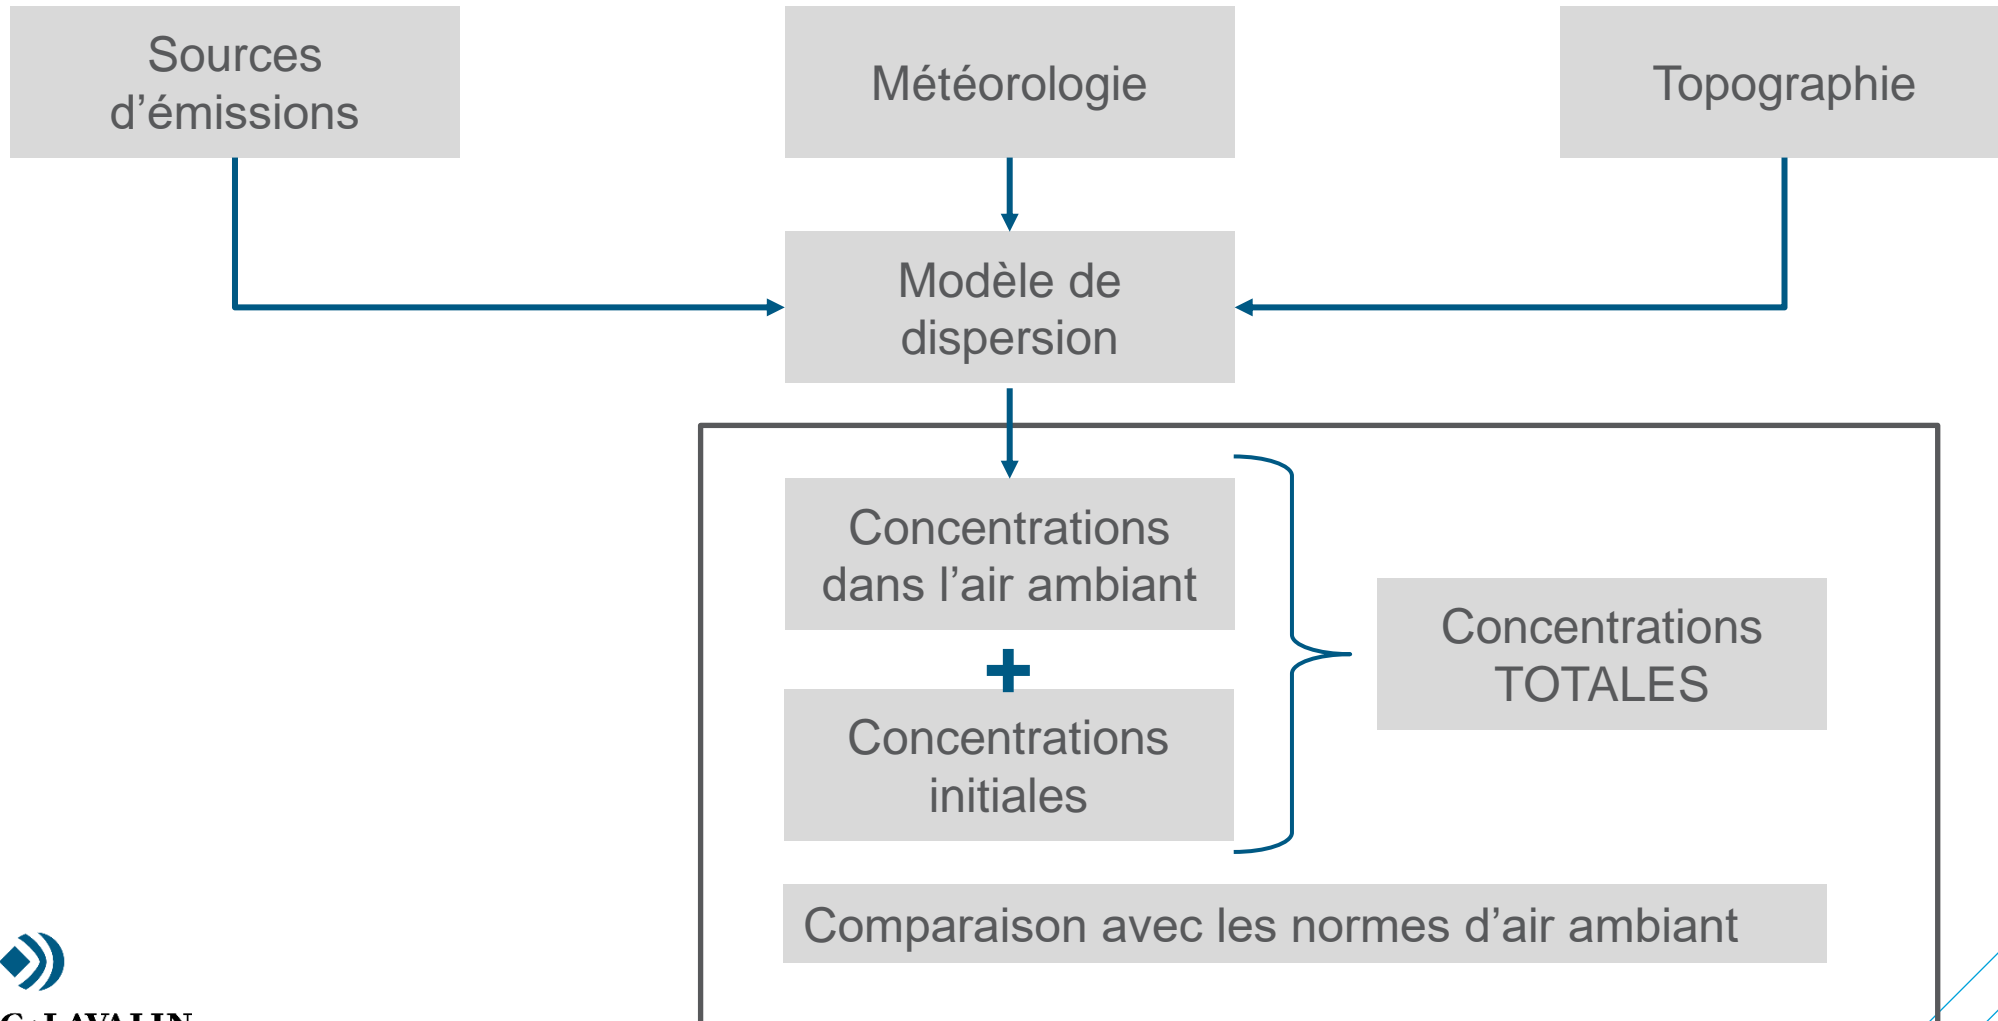 Sources
d’émissions
Météorologie
Topographie
Modèle de
dispersion
Concentrations
dans l’air ambiant
+
Concentrations
initiales
Concentrations
TOTALES
Comparaison avec les normes d’air ambiant
LAVALIN